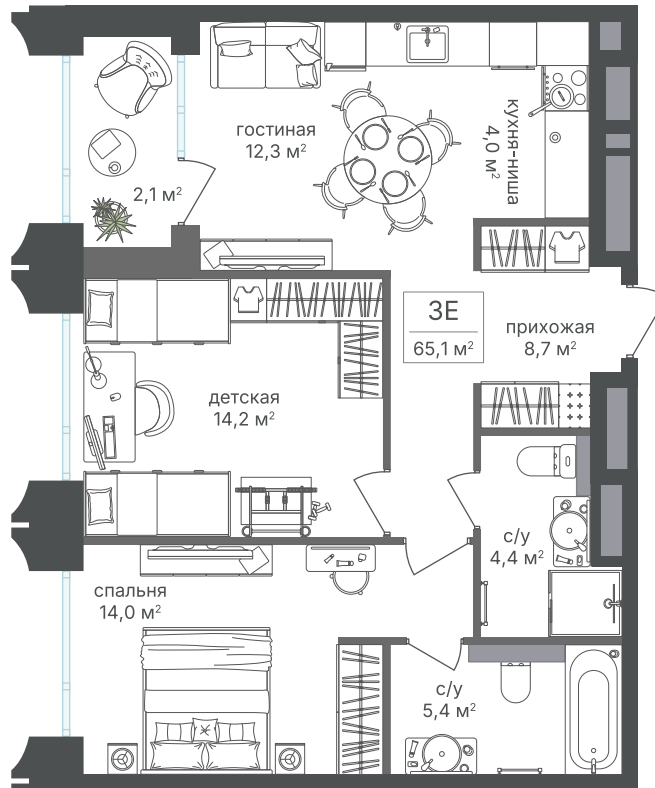 гостиная
12,3 м²
кухня-ниша
4,0 м²
2,1 м²
3Е
65,1 м²
прихожая
8,7 м²
детская
14,2 м²
с/у
4,4 м²
спальня
14,0 м²
с/у
5,4 м²